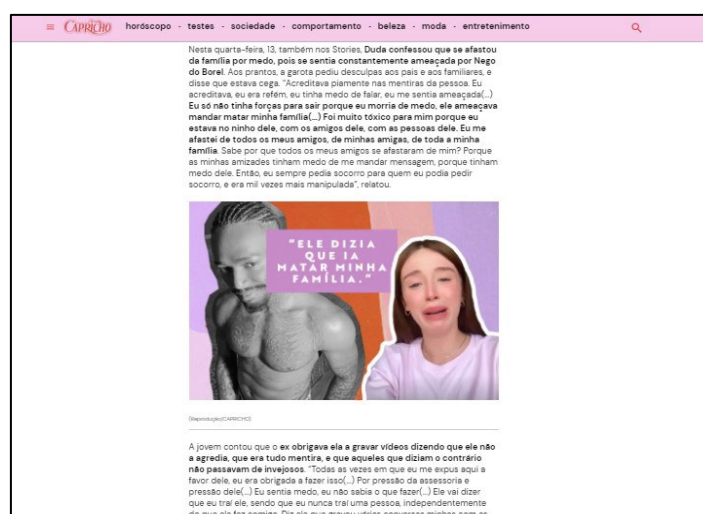 CAPRICHO horóscopo - testes - sociedade - comportamento - beleza - moda - entretenimento
Nesta quarta-feira, 13, também nos Stories, Duda confessou que se afastou
da família por medo, pois se sentia constantemente ameaçada por Nego
do Borel. Aos prantos, a garota pediu desculpas aos pais e aos familiares, e
disse que estava cega. "Acreditava piamente nas mentiras da pessoa. Eu
acreditava, eu era refém, eu tinha medo de falar, eu me sentia ameaçada(...)
Eu só não tinha forças para sair porque eu morria de medo, ele ameaçava
mandar matar minha família(...) Foi muito tóxico para mim porque eu
estava no ninho dele, com os amigos dele, com as pessoas dele. Eu me
afastei de todos os meus amigos, de minhas amigas, de toda a minha
família. Sabe por que todos os meus amigos se afastaram de mim? Porque
as minhas amizades tinham medo de me mandar mensagem, porque tinham
medo dele. Então, eu sempre pedia socorro para quem eu podia pedir
socorro, e era mil vezes mais manipulada", relatou.
"ELE DIZIA
QUE IA
MATAR MINHA
FAMÍLIA."
(Reprodução/CAPRICHO)
A jovem contou que o ex obrigava ela a gravar vídeos dizendo que ele não
a agredia, que era tudo mentira, e que aqueles que diziam o contrário
não passavam de invejosos. "Todas as vezes em que eu me expus aqui a
favor dele, eu era obrigada a fazer isso(...) Por pressão da assessoria e
pressão dele(...) Eu sentia medo, eu não sabia o que fazer(...) Ele vai dizer
que eu traí ele, sendo que eu nunca traí uma pessoa, independentemente